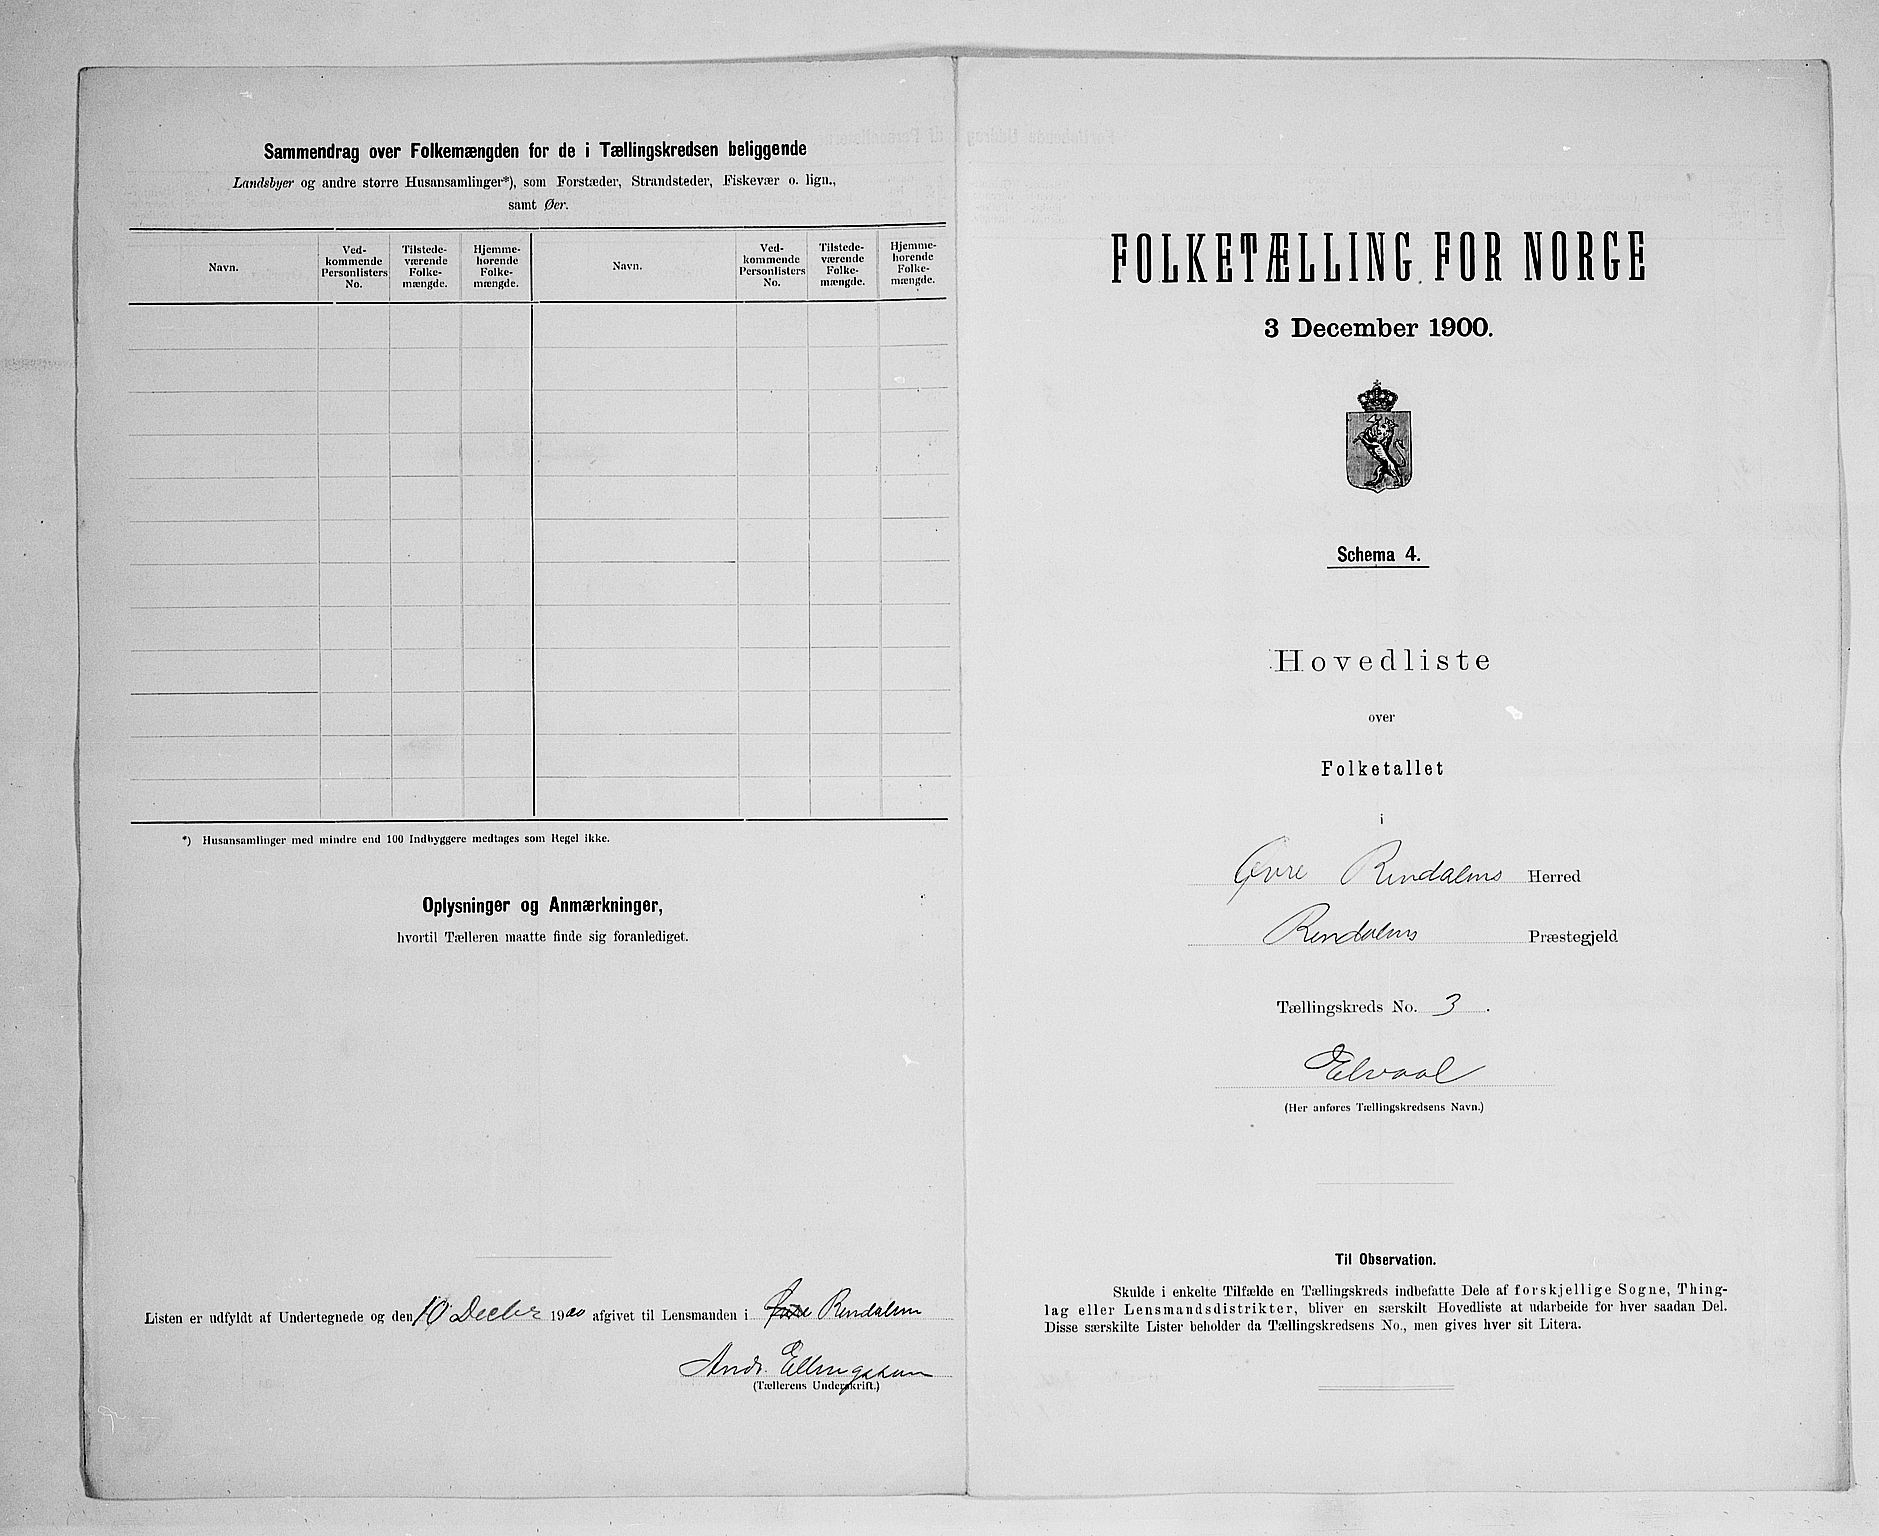 Sammendrag over Folkemængden for de i Tællingskredsen beliggende
Landsbyer og andre større Husansamlinger*), som Forstæder, Strandsteder, Fiskevær o. lign.,
samt Øer.
Navn.
Ved-
kommende
Personlisters
No.
Tilstede-
værende
Folke-
mængde.
Hjemme-
hørende
Folke-
mængde.
Navn.
Ved-
kommende
Personlisters
No.
Tilstede-
værende
Folke-
mængde.
Hjemme-
hørende
Folke-
mængde.
*) Husansamlinger med mindre end 100 Indbyggere medtages som Regel ikke.
Oplysninger og Anmærkninger,
hvortil Tælleren maatte finde sig foranlediget.
Listen er udfyldt af Undertegnede og den 10 Decbr 1900 afgivet til Lensmanden i Øvre Rendalen
Andr. Ellingsen
(Tællerens Underskrift.)
FOLKETÆLLING FOR NORGE
3 December 1900.
Schema 4.
Hovedliste
over
Folketallet
i
Øvre Rendalens Herred
Rendalens Præstegjeld
Tællingskreds No. 3.
Elvaal
(Her anføres Tællingskredsens Navn.)
Til Observation.
Skulde i enkelte Tilfælde en Tællingskreds indbefatte Dele af forskjellige Sogne, Thing-
lag eller Lensmandsdistrikter, bliver en særskilt Hovedliste at udarbeide for hver saadan Del.
Disse særskilte Lister beholder da Tællingskredsens No., men gives hver sit Litera.